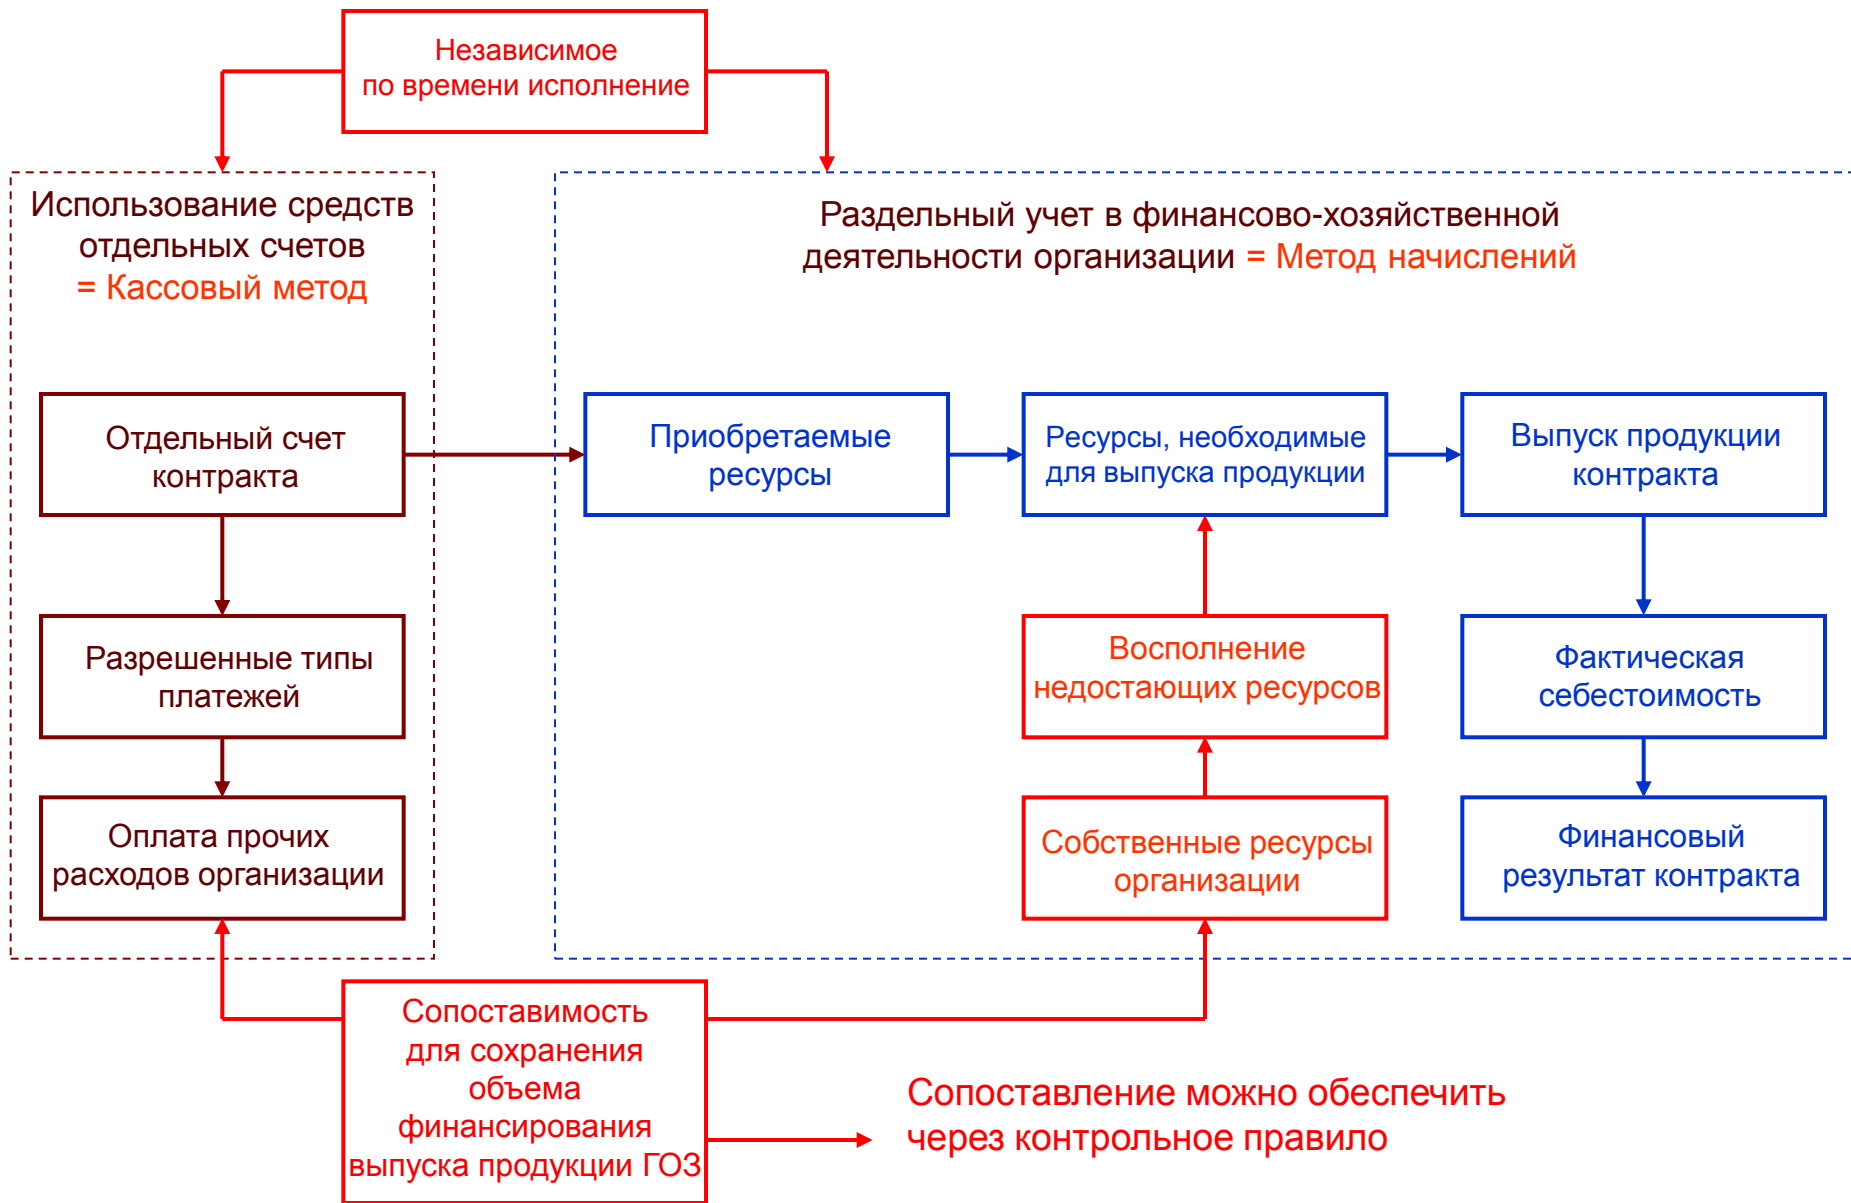 Независимое
по времени исполнение
Использование средств
отдельных счетов
= Кассовый метод
Раздельный учет в финансово-хозяйственной
деятельности организации = Метод начислений
Отдельный счет
контракта
Приобретаемые
ресурсы
Ресурсы, необходимые
для выпуска продукции
Выпуск продукции
контракта
Разрешенные типы
платежей
Восполнение
недостающих ресурсов
Фактическая
себестоимость
Оплата прочих
расходов организации
Собственные ресурсы
организации
Финансовый
результат контракта
Сопоставимость
для сохранения
объема
финансирования
выпуска продукции ГОЗ
Сопоставление можно обеспечить
через контрольное правило